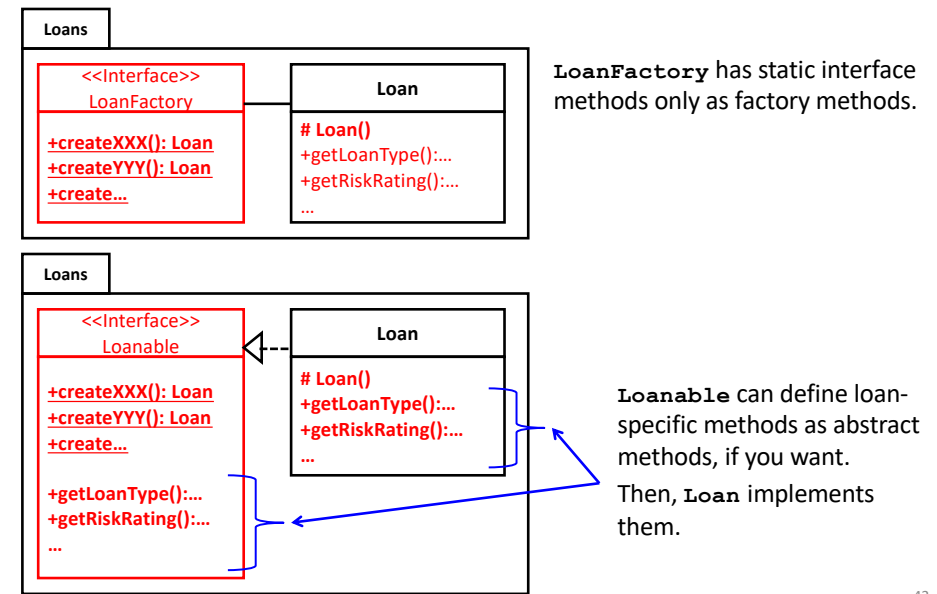 Loans
<<Interface>>
LoanFactory
+createXXX(): Loan
+createYYY(): Loan
+create...
Loan
# Loan()
+getLoanType():...
+getRiskRating():...
...
LoanFactory has static interface
methods only as factory methods.
Loans
<<Interface>>
Loanable
+createXXX(): Loan
+createYYY(): Loan
+create...
+getLoanType():...
+getRiskRating():...
...
Loan
# Loan()
+getLoanType():...
+getRiskRating():...
...
Loanable can define loan-
specific methods as abstract
methods, if you want.
Then, Loan implements
them.